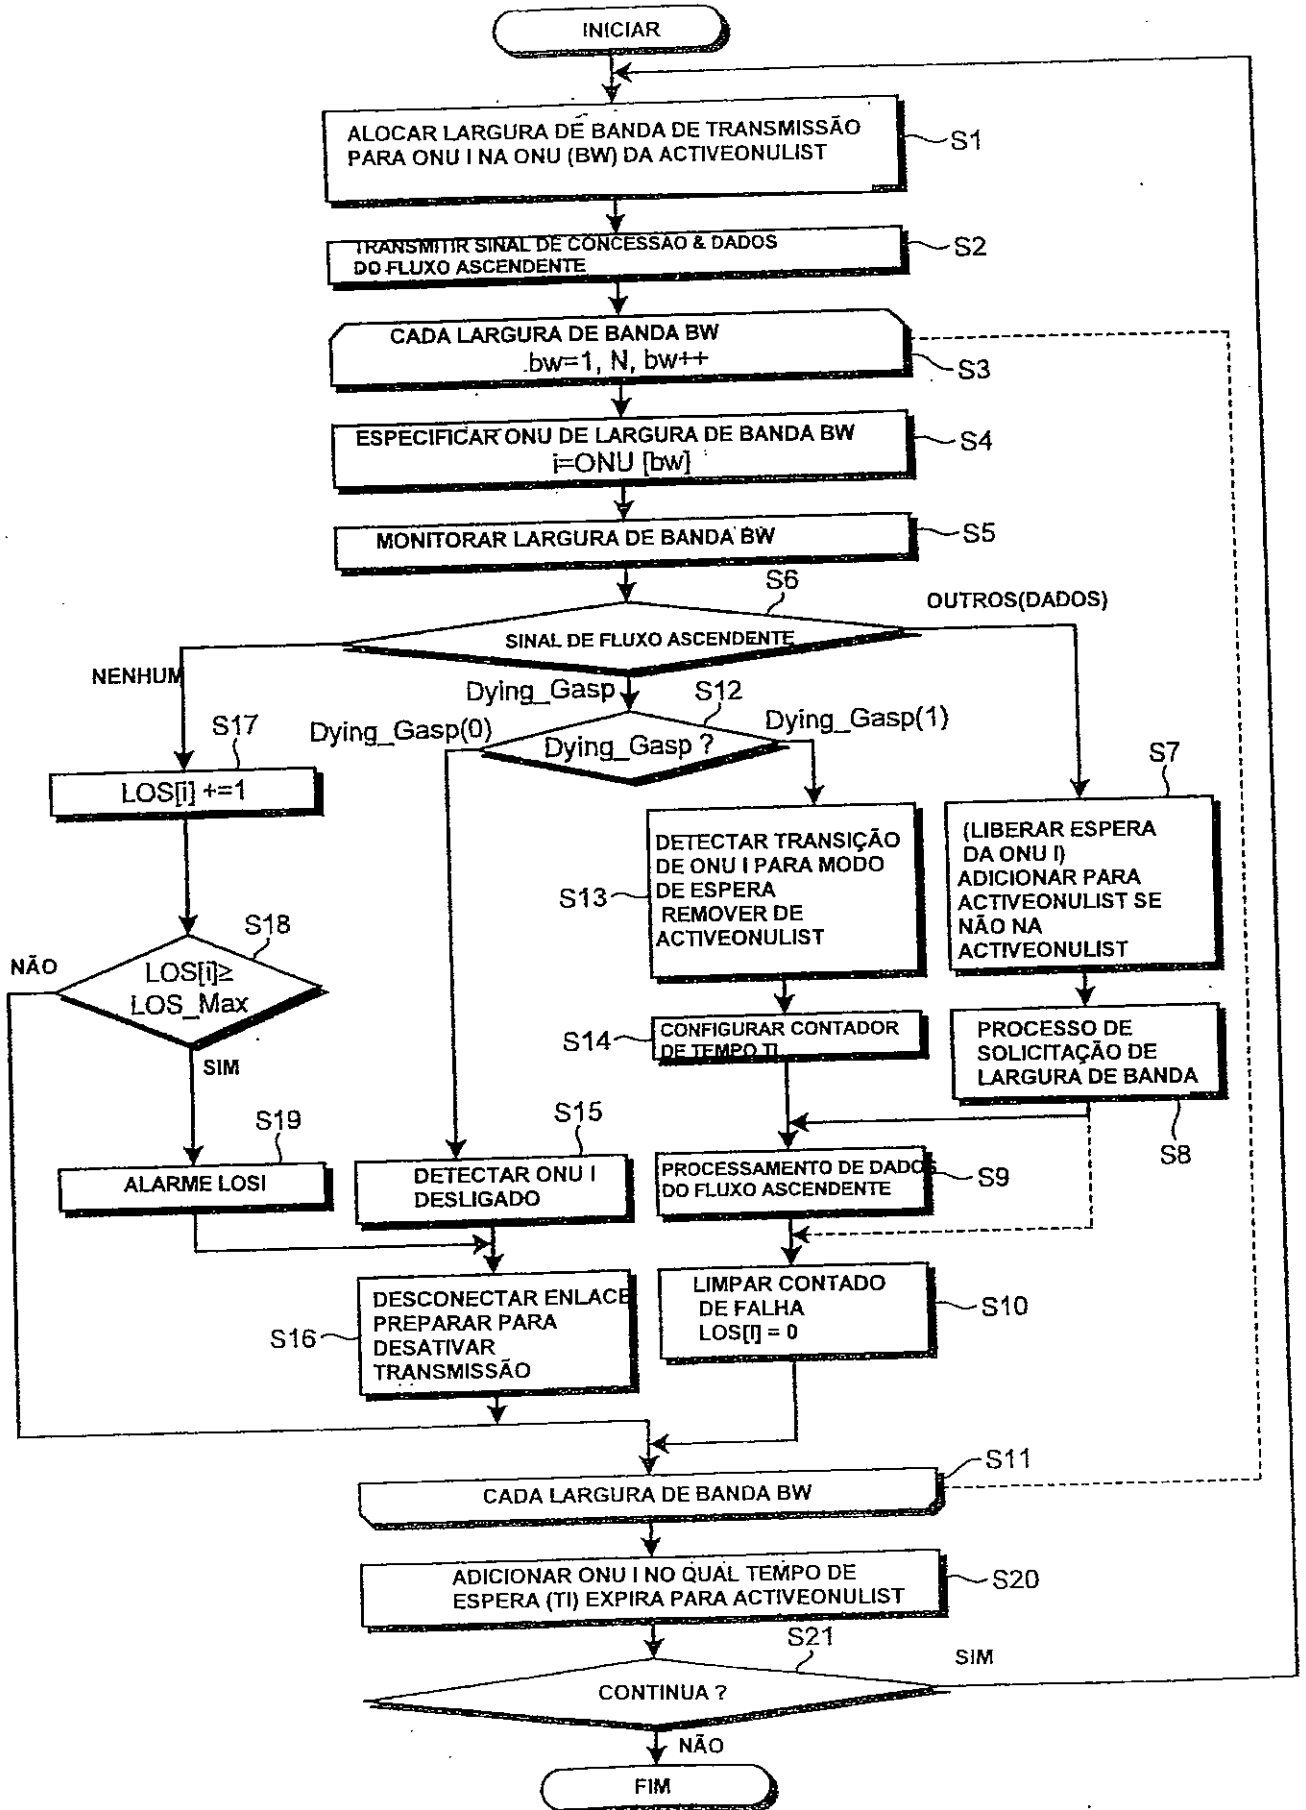 INICIAR
ALOCAR LARGURA DE BANDA DE TRANSMISSÃO
PARA ONU I NA ONU (BW) DA ACTIVEONULIST
S1
TRANSMITIR SINAL DE CONCESSÃO & DADOS
DO FLUXO ASCENDENTE
S2
CADA LARGURA DE BANDA BW
.bw=1, N, bw++
S3
ESPECIFICAR ONU DE LARGURA DE BANDA BW
i=ONU [bw]
S4
MONITORAR LARGURA DE BANDA BW
S5
S6
OUTROS(DADOS)
SINAL DE FLUXO ASCENDENTE
NENHUM
Dying_Gasp
S12
Dying_Gasp(0)
Dying_Gasp(1)
Dying_Gasp ?
S17
LOS[i] +=1
S7
(LIBERAR ESPERA
DA ONU I)
ADICIONAR PARA
ACTIVEONULIST SE
NÃO NA
ACTIVEONULIST
DETECTAR TRANSIÇÃO
DE ONU I PARA MODO
DE ESPERA
REMOVER DE
ACTIVEONULIST
S13
S18
NÃO
LOS[i]≥
LOS_Max
SIM
S14
CONFIGURAR CONTADOR
DE TEMPO TI
PROCESSO DE
SOLICITAÇÃO DE
LARGURA DE BANDA
S8
S19
ALARME LOSI
S15
DETECTAR ONU I
DESLIGADO
PROCESSAMENTO DE DADOS
DO FLUXO ASCENDENTE
S9
S16
DESCONECTAR ENLACE
PREPARAR PARA
DESATIVAR
TRANSMISSÃO
LIMPAR CONTADO
DE FALHA
LOS[I] = 0
S10
CADA LARGURA DE BANDA BW
S11
ADICIONAR ONU I NO QUAL TEMPO DE
ESPERA (TI) EXPIRA PARA ACTIVEONULIST
S20
S21
SIM
CONTINUA ?
NÃO
FIM